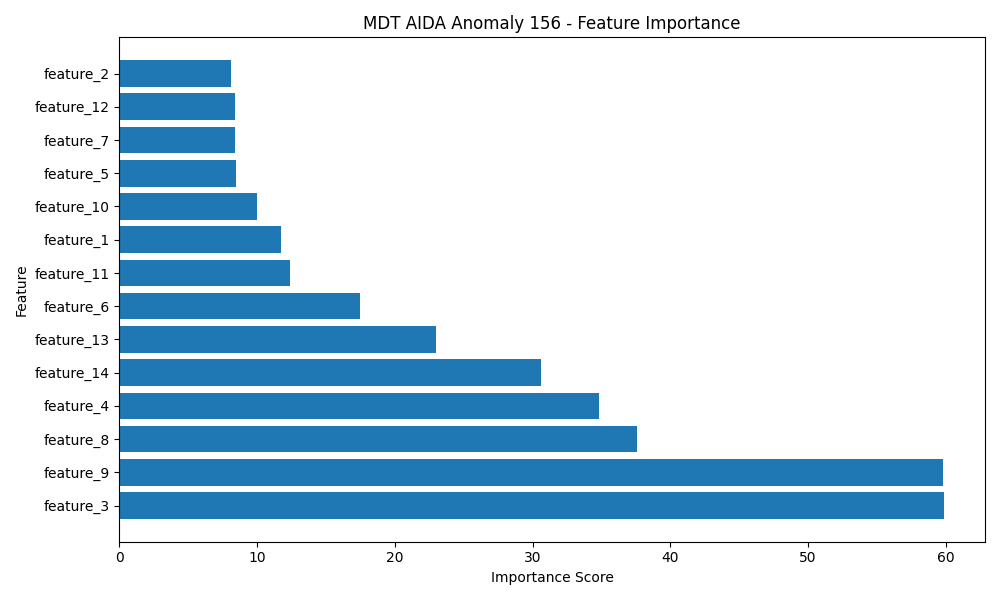 MDT AIDA Anomaly 156 - Feature Importance
feature_2
feature_12
feature_7
feature_5
feature_10
feature_1
feature_11
feature_6
feature_13
feature_14
feature_4
feature_8
feature_9
feature_3
Feature
0 10 20 30 40 50 60
Importance Score